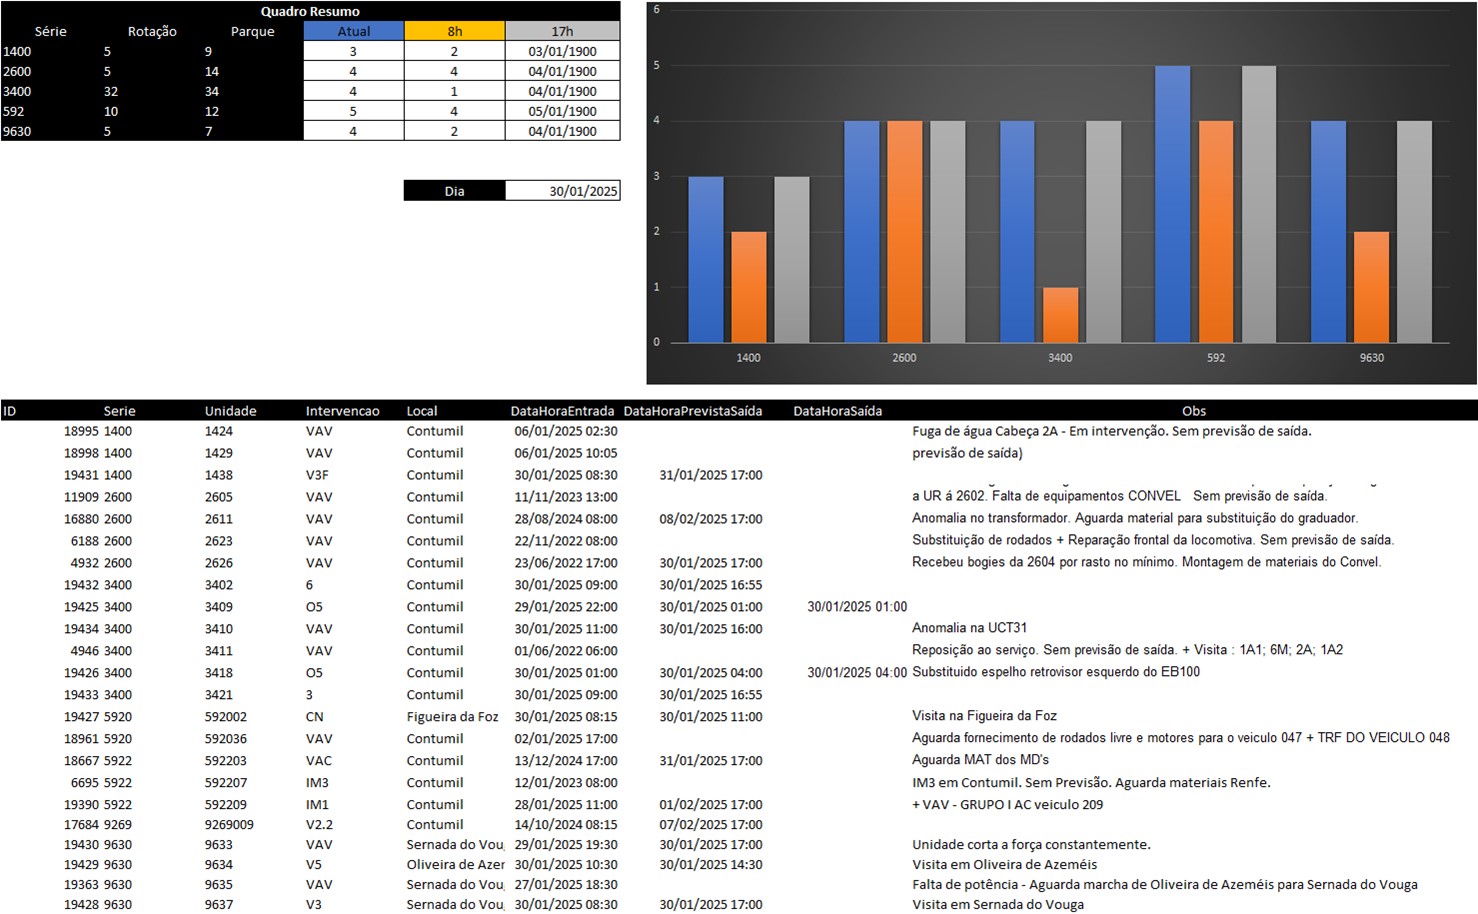 Quadro Resumo
Série Rotação Parque Atual 8h 17h
1400 5 9 3 2 03/01/1900
2600 5 14 4 4 04/01/1900
3400 32 34 4 1 04/01/1900
592 10 12 5 4 05/01/1900
9630 5 7 4 2 04/01/1900
Dia 30/01/2025
6
5
4
3
2
1
0
1400 2600 3400 592 9630
ID Serie Unidade Intervencao Local DataHoraEntrada DataHoraPrevistaSaída DataHoraSaída Obs
18995 1400 1424 VAV Contumil 06/01/2025 02:30 Fuga de água Cabeça 2A - Em intervenção. Sem previsão de saída.
18998 1400 1429 VAV Contumil 06/01/2025 10:05 previsão de saída)
19431 1400 1438 V3F Contumil 30/01/2025 08:30 31/01/2025 17:00
11909 2600 2605 VAV Contumil 11/11/2023 13:00 a UR á 2602. Falta de equipamentos CONVEL Sem previsão de saída.
16880 2600 2611 VAV Contumil 28/08/2024 08:00 08/02/2025 17:00 Anomalia no transformador. Aguarda material para substituição do graduador.
6188 2600 2623 VAV Contumil 22/11/2022 08:00 Substituição de rodados + Reparação frontal da locomotiva. Sem previsão de saída.
4932 2600 2626 VAV Contumil 23/06/2022 17:00 30/01/2025 17:00 Recebeu bogies da 2604 por rasto no mínimo. Montagem de materiais do Convel.
19432 3400 3402 6 Contumil 30/01/2025 09:00 30/01/2025 16:55
19425 3400 3409 O5 Contumil 29/01/2025 22:00 30/01/2025 01:00 30/01/2025 01:00
19434 3400 3410 VAV Contumil 30/01/2025 11:00 30/01/2025 16:00 Anomalia na UCT31
4946 3400 3411 VAV Contumil 01/06/2022 06:00 Reposição ao serviço. Sem previsão de saída. + Visita : 1A1; 6M; 2A; 1A2
19426 3400 3418 O5 Contumil 30/01/2025 01:00 30/01/2025 04:00 30/01/2025 04:00 Substituido espelho retrovisor esquerdo do EB100
19433 3400 3421 3 Contumil 30/01/2025 09:00 30/01/2025 16:55
19427 5920 592002 CN Figueira da Foz 30/01/2025 08:15 30/01/2025 11:00 Visita na Figueira da Foz
18961 5920 592036 VAV Contumil 02/01/2025 17:00 Aguarda fornecimento de rodados livre e motores para o veiculo 047 + TRF DO VEICULO 048
18667 5922 592203 VAC Contumil 13/12/2024 17:00 31/01/2025 17:00 Aguarda MAT dos MD's
6695 5922 592207 IM3 Contumil 12/01/2023 08:00 IM3 em Contumil. Sem Previsão. Aguarda materiais Renfe.
19390 5922 592209 IM1 Contumil 28/01/2025 11:00 01/02/2025 17:00 + VAV - GRUPO I AC veiculo 209
17684 9269 9269009 V2.2 Contumil 14/10/2024 08:15 07/02/2025 17:00
19430 9630 9633 VAV Sernada do Vou 29/01/2025 19:30 30/01/2025 17:00 Unidade corta a força constantemente.
19429 9630 9634 V5 Oliveira de Azer 30/01/2025 10:30 30/01/2025 14:30 Visita em Oliveira de Azeméis
19363 9630 9635 VAV Sernada do Vou 27/01/2025 18:30 Falta de potência - Aguarda marcha de Oliveira de Azeméis para Sernada do Vouga
19428 9630 9637 V3 Sernada do Vou 30/01/2025 08:30 30/01/2025 17:00 Visita em Sernada do Vouga